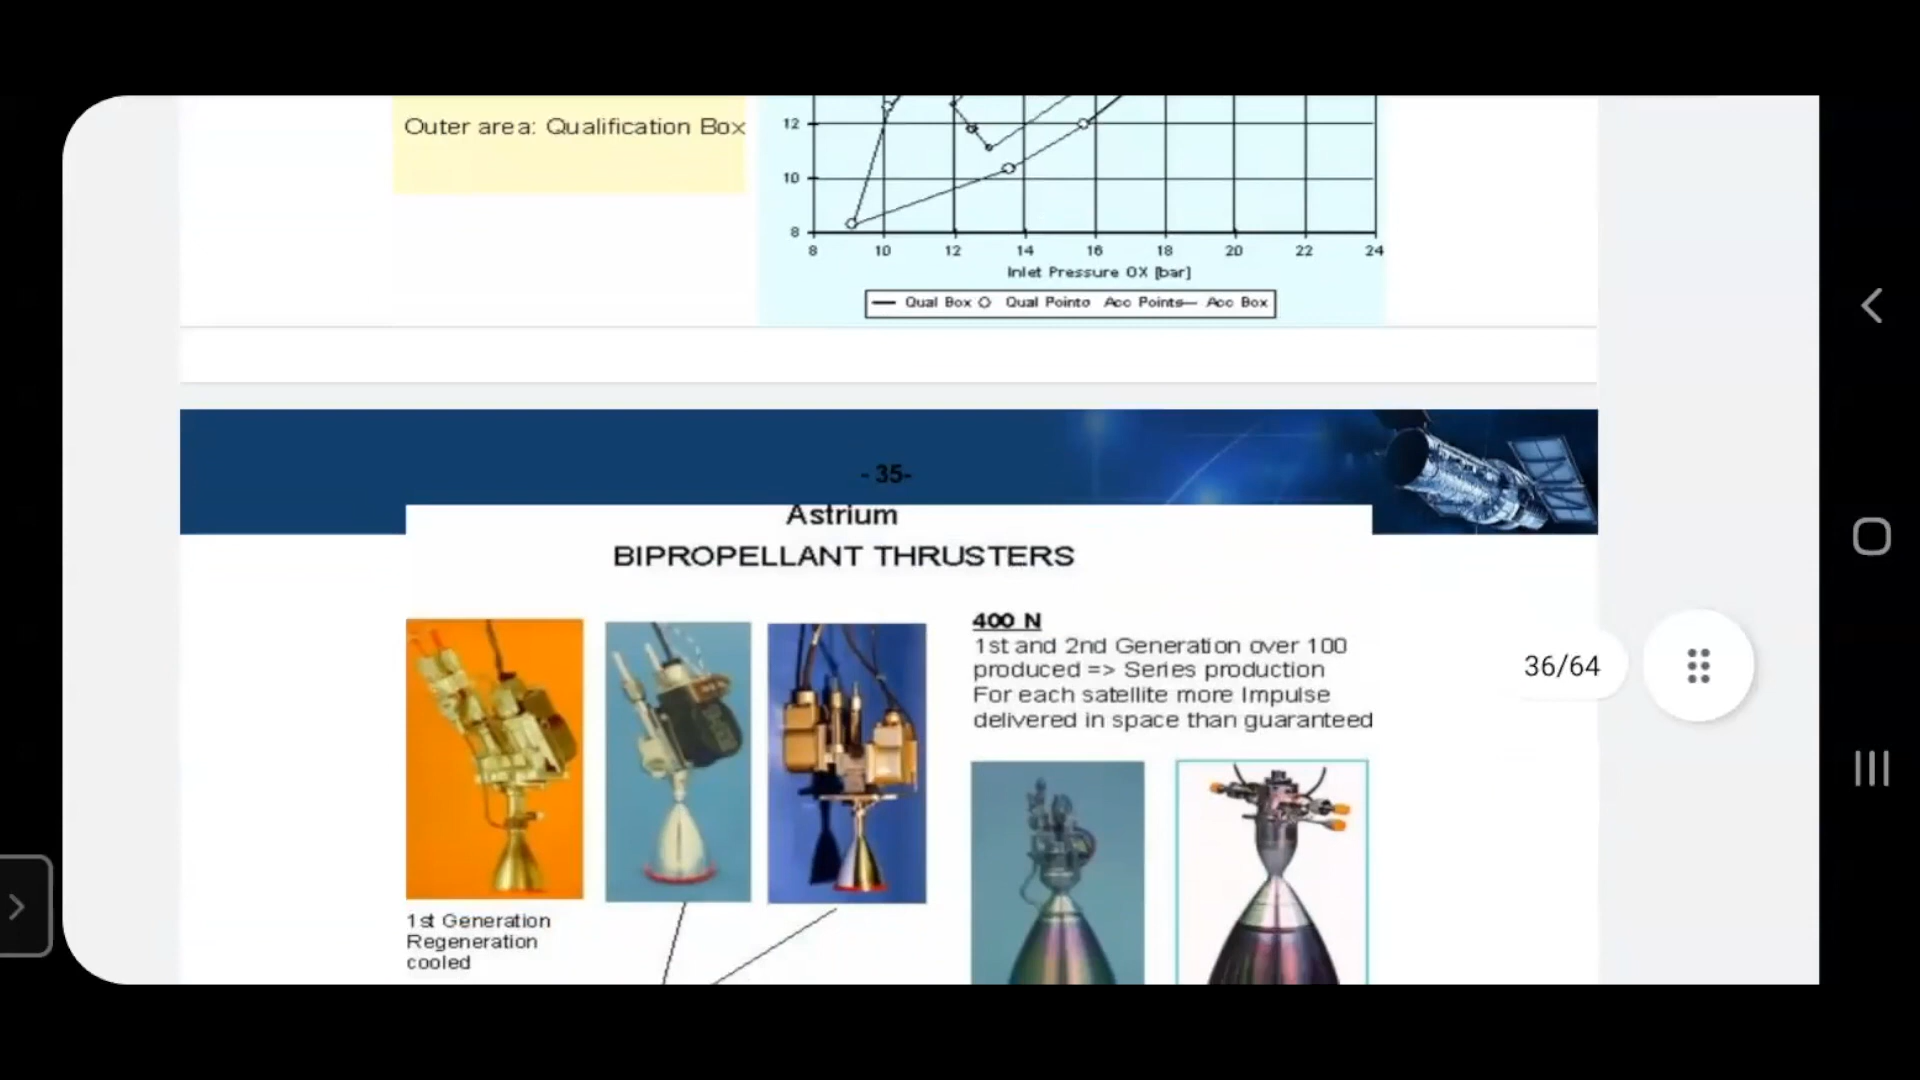 Outer area: Qualification Box
12
10
8
8 10 12 14 16 18 20 22 24
Inlet Pressure OX [bar]
Qual Box Qual Points Acc Points Acc Box
- 35-
Astrium
BIPROPELLANT THRUSTERS
400 N
1st and 2nd Generation over 100
produced => Series production
For each satellite more Impulse
delivered in space than guaranteed
36/64
1st Generation
Regeneration
cooled